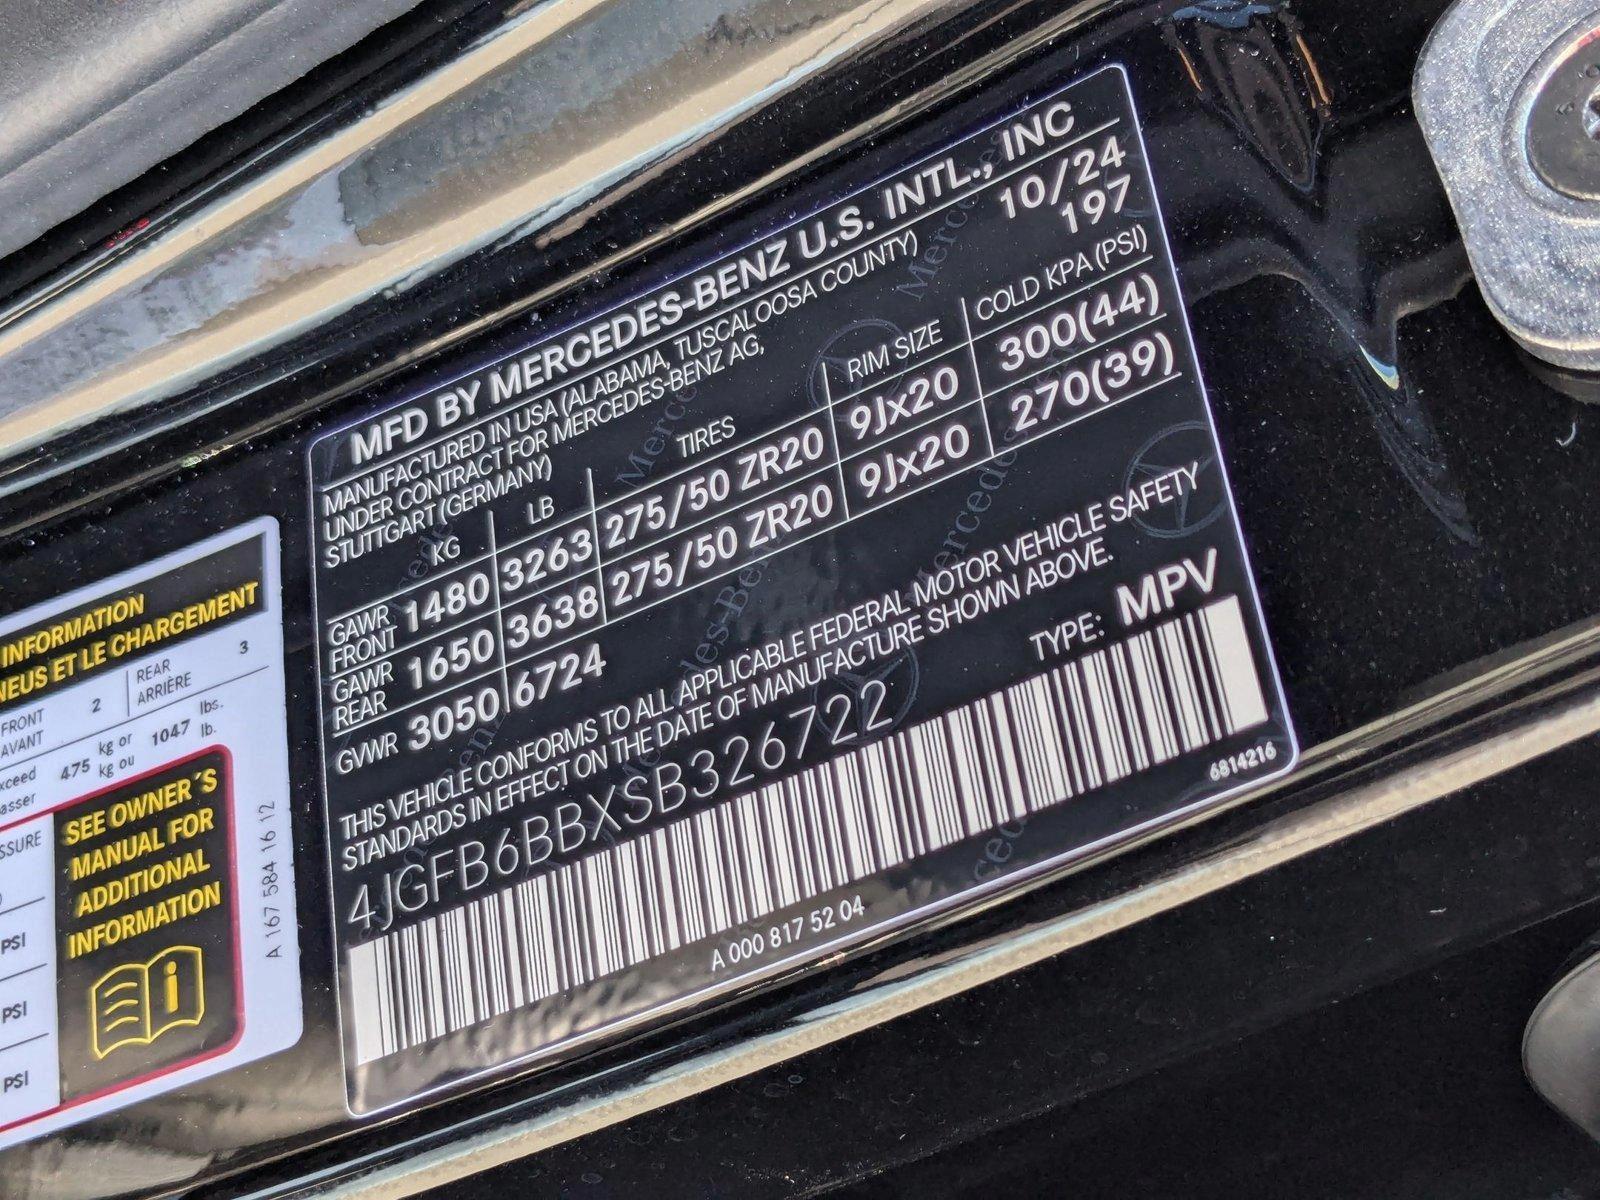 MFD BY MERCEDES-BENZ U.S. INTL., INC
MANUFACTURED IN USA (ALABAMA, TUSCALOOSA COUNTY) 10/24
UNDER CONTRACT FOR MERCEDES-BENZ AG, 197
STUTTGART (GERMANY)
KG LB TIRES RIM SIZE COLD KPA (PSI)
GAWR FRONT 1480 3263 275/50 ZR20 9Jx20 300(44)
GAWR REAR 1650 3638 275/50 ZR20 9Jx20 270(39)
GVWR 3050 6724
THIS VEHICLE CONFORMS TO ALL APPLICABLE FEDERAL MOTOR VEHICLE SAFETY
STANDARDS IN EFFECT ON THE DATE OF MANUFACTURE SHOWN ABOVE.
4JGFB6BBXSB326722 TYPE: MPV
A 000 817 52 04
6814216
INFORMATION
ET LE CHARGEMENT
FRONT 2 REAR 3
AVANT ARRIÈRE
475 kg or 1047 lbs.
kg ou lb.
SEE OWNER'S
MANUAL FOR
ADDITIONAL
INFORMATION
PSI
PSI
PSI
A 167 584 16 12